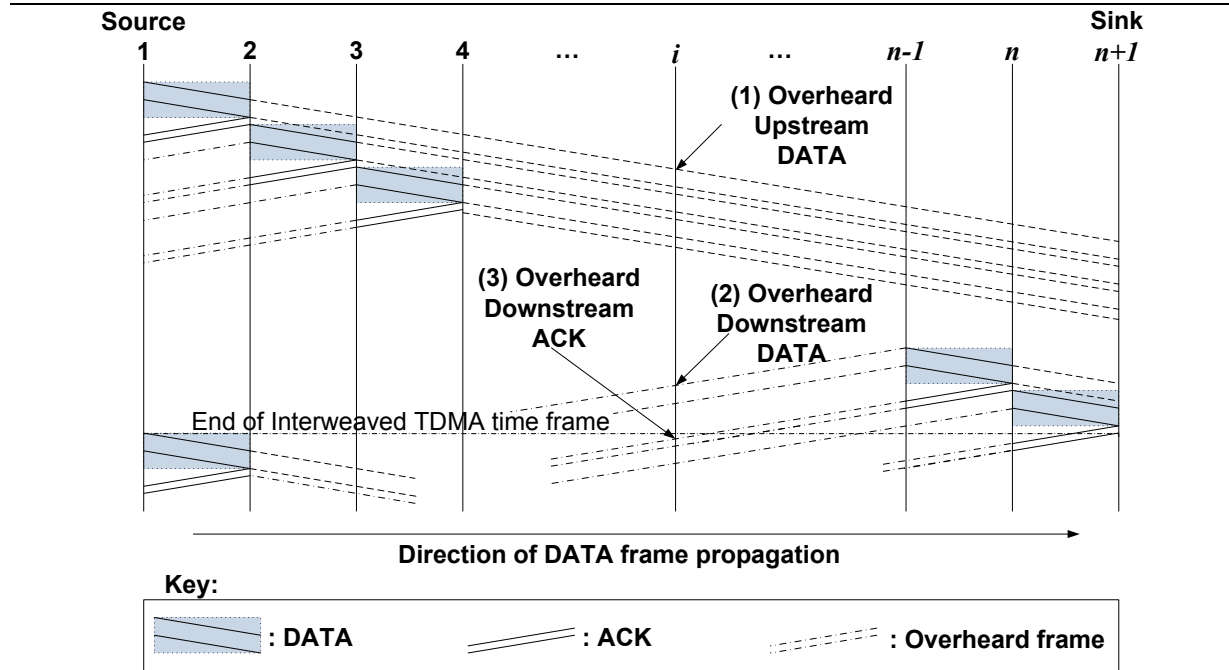 Source
Sink
1 2 3 4 ... i ... n-1 n n+1
(1) Overheard
Upstream
DATA
(3) Overheard
Downstream
ACK
(2) Overheard
Downstream
DATA
End of Interweaved TDMA time frame
Direction of DATA frame propagation
Key:
: DATA
: ACK
: Overheard frame